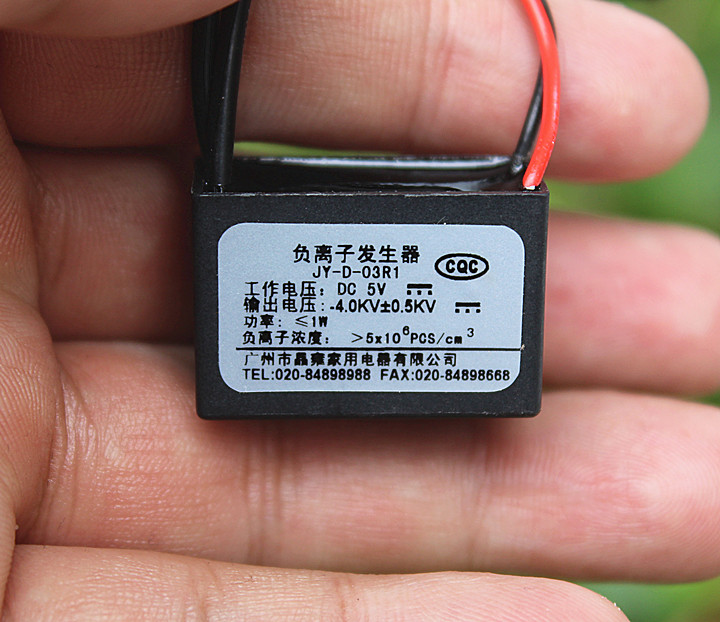 负离子发生器
JY-D-03R1
CQC
工作电压: DC 5V
输出电压: -4.0KV±0.5KV
功率: ≤1W
负离子浓度: >5x10⁶PCS/cm³
广州市晶雍家用电器有限公司
TEL:020-84898988 FAX:020-84898668